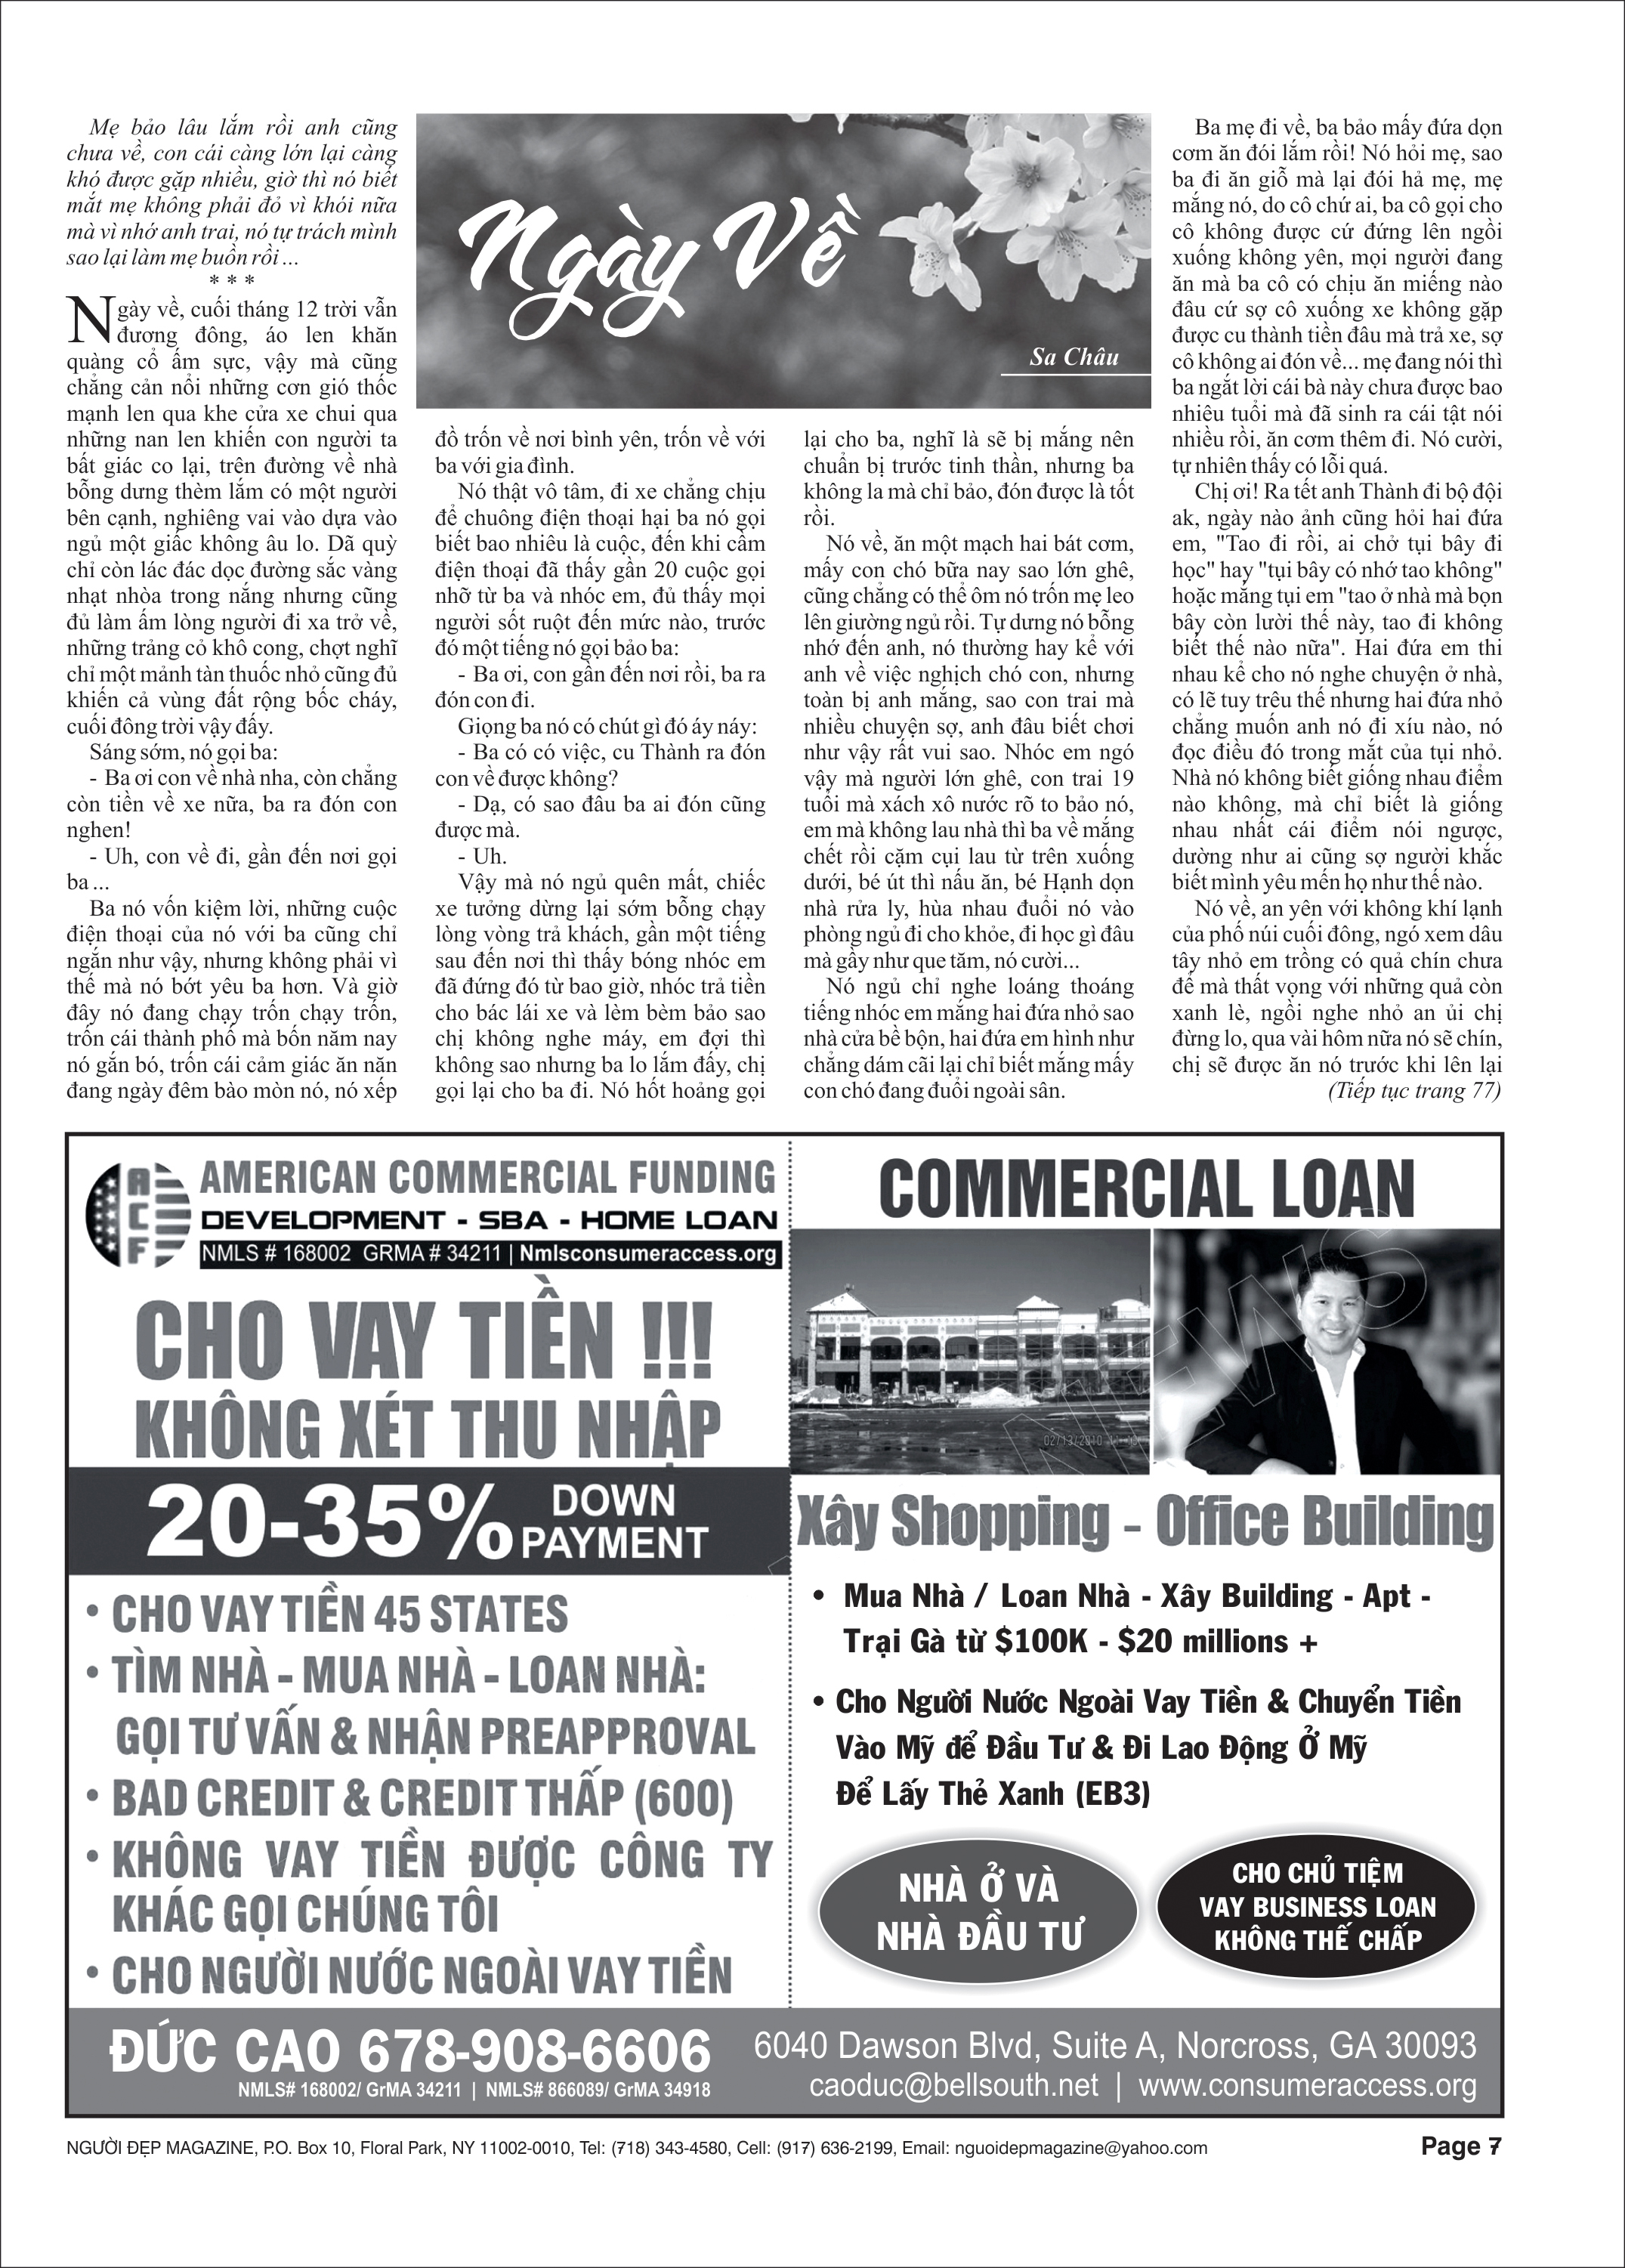 Mẹ bảo lâu lắm rồi anh cũng
chưa về, con cái càng lớn lại càng
khó được gặp nhiều, giờ thì nó biết
mắt mẹ không phải đỏ vì khói nữa
mà vì nhớ anh trai, nó tự trách mình
sao lại làm mẹ buồn rồi ...
* * *
Ngày về, cuối tháng 12 trời vẫn
đương đông, áo len khăn
quàng cổ ấm sực, vậy mà cũng
chẳng cản nổi những cơn gió thốc
mạnh len qua khe cửa xe chui qua
những nan len khiến con người ta
bất giác co lại, trên đường về nhà
bỗng dưng thèm lắm có một người
bên cạnh, nghiêng vai vào dựa vào
ngủ một giấc không âu lo. Dã quỳ
chỉ còn lác đác dọc đường sắc vàng
nhạt nhòa trong nắng nhưng cũng
đủ làm ấm lòng người đi xa trở về,
những trảng cỏ khô cong, chợt nghĩ
chỉ một mảnh tàn thuốc nhỏ cũng đủ
khiến cả vùng đất rộng bốc cháy,
cuối đông trời vậy đấy.
Sáng sớm, nó gọi ba:
- Ba ơi con về nhà nha, còn chẳng
còn tiền về xe nữa, ba ra đón con
nghen!
- Uh, con về đi, gần đến nơi gọi
ba ...
Ba nó vốn kiệm lời, những cuộc
điện thoại của nó với ba cũng chỉ
ngắn như vậy, nhưng không phải vì
thế mà nó bớt yêu ba hơn. Và giờ
đây nó đang chạy trốn chạy trốn,
trốn cái thành phố mà bốn năm nay
nó gắn bó, trốn cái cảm giác ăn năn
đang ngày đêm bào mòn nó, nó xếp
Ngày Về
Sa Châu
đồ trốn về nơi bình yên, trốn về với
ba với gia đình.
Nó thật vô tâm, đi xe chẳng chịu
để chuông điện thoại hại ba nó gọi
biết bao nhiêu là cuộc, đến khi cầm
điện thoại đã thấy gần 20 cuộc gọi
nhỡ từ ba và nhóc em, đủ thấy mọi
người sốt ruột đến mức nào, trước
đó một tiếng nó gọi bảo ba:
- Ba ơi, con gần đến nơi rồi, ba ra
đón con đi.
Giọng ba nó có chút gì đó áy náy:
- Ba có có việc, cu Thành ra đón
con về được không?
- Dạ, có sao đâu ba ai đón cũng
được mà.
- Uh.
Vậy mà nó ngủ quên mất, chiếc
xe tưởng dừng lại sớm bỗng chạy
lòng vòng trả khách, gần một tiếng
sau đến nơi thì thấy bóng nhóc em
đã đứng đó từ bao giờ, nhóc trả tiền
cho bác lái xe và lèm bèm bảo sao
chị không nghe máy, em đợi thì
không sao nhưng ba lo lắm đấy, chị
gọi lại cho ba đi. Nó hốt hoảng gọi
lại cho ba, nghĩ là sẽ bị mắng nên
chuẩn bị trước tinh thần, nhưng ba
không la mà chỉ bảo, đón được là tốt
rồi.
Nó về, ăn một mạch hai bát cơm,
mấy con chó bữa nay sao lớn ghê,
cũng chẳng có thể ôm nó trốn mẹ leo
lên giường ngủ rồi. Tự dưng nó bỗng
nhớ đến anh, nó thường hay kể với
anh về việc nghịch chó con, nhưng
toàn bị anh mắng, sao con trai mà
nhiều chuyện sợ, anh đâu biết chơi
như vậy rất vui sao. Nhóc em ngó
vậy mà người lớn ghê, con trai 19
tuổi mà xách xô nước rõ to bảo nó,
em mà không lau nhà thì ba về mắng
chết rồi cặm cụi lau từ trên xuống
dưới, bé út thì nấu ăn, bé Hạnh dọn
nhà rửa ly, hùa nhau đuổi nó vào
phòng ngủ đi cho khỏe, đi học gì đâu
mà gầy như que tăm, nó cười...
Nó ngủ chỉ nghe loáng thoáng
tiếng nhóc em mắng hai đứa nhỏ sao
nhà cửa bề bộn, hai đứa em hình như
chẳng dám cãi lại chỉ biết mắng mấy
con chó đang đuổi ngoài sân.
Ba mẹ đi về, ba bảo mấy đứa dọn
cơm ăn đói lắm rồi! Nó hỏi mẹ, sao
ba đi ăn giỗ mà lại đói hả mẹ, mẹ
mắng nó, do cô chứ ai, ba cô gọi cho
cô không được cứ đứng lên ngồi
xuống không yên, mọi người đang
ăn mà ba cô có chịu ăn miếng nào
đâu cứ sợ cô xuống xe không gặp
được cu thành tiền đâu mà trả xe, sợ
cô không ai đón về... mẹ đang nói thì
ba ngắt lời cái bà này chưa được bao
nhiêu tuổi mà đã sinh ra cái tật nói
nhiều rồi, ăn cơm thêm đi. Nó cười,
tự nhiên thấy có lỗi quá.
Chị ơi! Ra tết anh Thành đi bộ đội
ak, ngày nào ảnh cũng hỏi hai đứa
em, "Tao đi rồi, ai chở tụi bây đi
học" hay "tụi bây có nhớ tao không"
hoặc mắng tụi em "tao ở nhà mà bọn
bây còn lười thế này, tao đi không
biết thế nào nữa". Hai đứa em thi
nhau kể cho nó nghe chuyện ở nhà,
có lẽ tuy trêu thế nhưng hai đứa nhỏ
chẳng muốn anh nó đi xíu nào, nó
đọc điều đó trong mắt của tụi nhỏ.
Nhà nó không biết giống nhau điểm
nào không, mà chỉ biết là giống
nhau nhất cái điểm nói ngược,
dường như ai cũng sợ người khác
biết mình yêu mến họ như thế nào.
Nó về, an yên với không khí lạnh
của phố núi cuối đông, ngó xem dâu
tây nhỏ em trồng có quả chín chưa
để mà thất vọng với những quả còn
xanh lè, ngồi nghe nhỏ an ủi chị
đừng lo, qua vài hôm nữa nó sẽ chín,
chị sẽ được ăn nó trước khi lên lại
(Tiếp tục trang 77)
ACF
AMERICAN COMMERCIAL FUNDING
DEVELOPMENT - SBA - HOME LOAN
NMLS # 168002 GRMA # 34211 | Nmlsconsumeraccess.org
CHO VAY TIỀN !!!
KHÔNG XÉT THU NHẬP
20-35% DOWN PAYMENT
• CHO VAY TIỀN 45 STATES
• TÌM NHÀ - MUA NHÀ - LOAN NHÀ:
GỌI TƯ VẤN & NHẬN PREAPPROVAL
• BAD CREDIT & CREDIT THẤP (600)
• KHÔNG VAY TIỀN ĐƯỢC CÔNG TY
KHÁC GỌI CHÚNG TÔI
• CHO NGƯỜI NƯỚC NGOÀI VAY TIỀN
COMMERCIAL LOAN
NEWS
02/13/2010
Xây Shopping - Office Building
• Mua Nhà / Loan Nhà - Xây Building - Apt -
Trại Gà từ $100K - $20 millions +
• Cho Người Nước Ngoài Vay Tiền & Chuyển Tiền
Vào Mỹ để Đầu Tư & Đi Lao Động Ở Mỹ
Để Lấy Thẻ Xanh (EB3)
NHÀ Ở VÀ
NHÀ ĐẦU TƯ
CHO CHỦ TIỆM
VAY BUSINESS LOAN
KHÔNG THẾ CHẤP
ĐỨC CAO 678-908-6606
NMLS# 168002/ GrMA 34211 | NMLS# 866089/ GrMA 34918
6040 Dawson Blvd, Suite A, Norcross, GA 30093
caoduc@bellsouth.net | www.consumeraccess.org
NGƯỜI ĐẸP MAGAZINE, P.O. Box 10, Floral Park, NY 11002-0010, Tel: (718) 343-4580, Cell: (917) 636-2199, Email: nguoidepmagazine@yahoo.com
Page 7